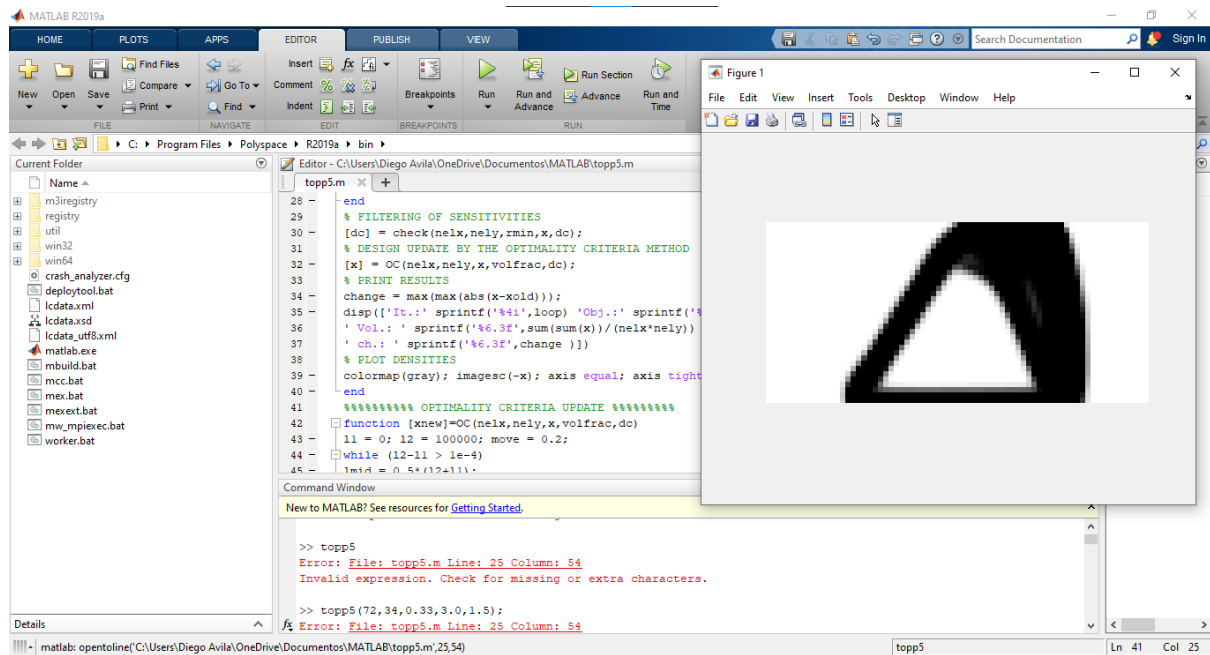 MATLAB R2019a
HOME PLOTS APPS EDITOR PUBLISH VIEW Search Documentation Sign In
New Open Save Find Files Compare Print FILE
Go To Find NAVIGATE
Insert fx Comment Indent EDIT
Breakpoints BREAKPOINTS
Run Run and Advance Run Section Advance Run and Time RUN
C: Program Files Polyspace R2019a bin
Current Folder
Name
m3iregistry
registry
util
win32
win64
crash_analyzer.cfg
deploytool.bat
lcdata.xml
lcdata.xsd
lcdata_utf8.xml
matlab.exe
mbuild.bat
mcc.bat
mex.bat
mexext.bat
mw_mpiexec.bat
worker.bat
Details
Editor - C:\Users\Diego Avila\OneDrive\Documentos\MATLAB\topp5.m
topp5.m +
28 - end
29 % FILTERING OF SENSITIVITIES
30 - [dc] = check(nelx,nely,rmin,x,dc);
31 % DESIGN UPDATE BY THE OPTIMALITY CRITERIA METHOD
32 - [x] = OC(nelx,nely,x,volfrac,dc);
33 % PRINT RESULTS
34 - change = max(max(abs(x-xold)));
35 - disp(['It.:' sprintf('%4i',loop) 'Obj.:' sprintf('%
36 ' Vol.: ' sprintf('%6.3f',sum(sum(x))/(nelx*nely))
37 ' ch.: ' sprintf('%6.3f',change )])
38 % PLOT DENSITIES
39 - colormap(gray); imagesc(-x); axis equal; axis tight
40 - end
41 %%%%%%%%%% OPTIMALITY CRITERIA UPDATE %%%%%%%%%
42 function [xnew]=OC(nelx,nely,x,volfrac,dc)
43 - l1 = 0; l2 = 100000; move = 0.2;
44 - while (l2-l1 > 1e-4)
45 - lmid = 0.5*(l2+l1);
Command Window
New to MATLAB? See resources for Getting Started.
>> topp5
Error: File: topp5.m Line: 25 Column: 54
Invalid expression. Check for missing or extra characters.
>> topp5(72,34,0.33,3.0,1.5);
fx Error: File: topp5.m Line: 25 Column: 54
Figure 1
File Edit View Insert Tools Desktop Window Help
matlab: opentoline('C:\Users\Diego Avila\OneDrive\Documentos\MATLAB\topp5.m',25,54) topp5 Ln 41 Col 25